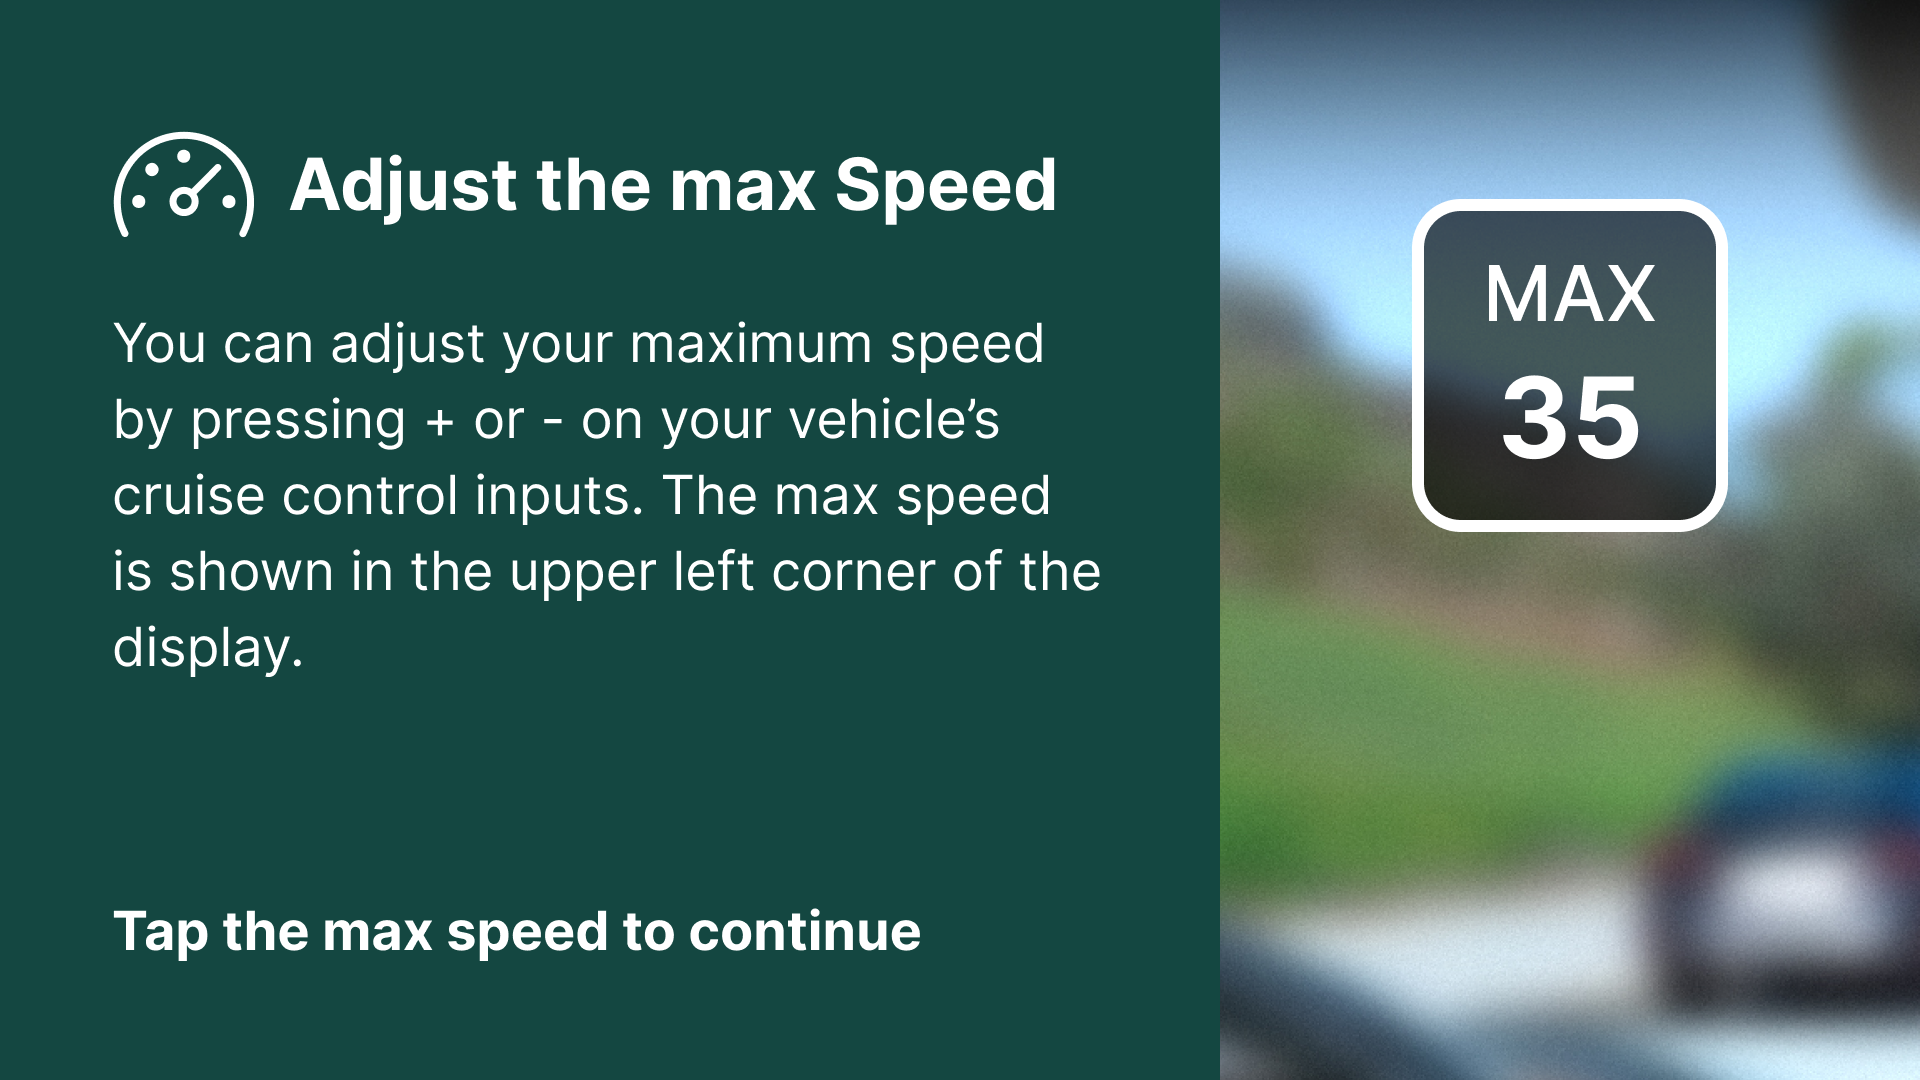 Adjust the max Speed
You can adjust your maximum speed
by pressing + or - on your vehicle’s
cruise control inputs. The max speed
is shown in the upper left corner of the
display.
Tap the max speed to continue
MAX
35